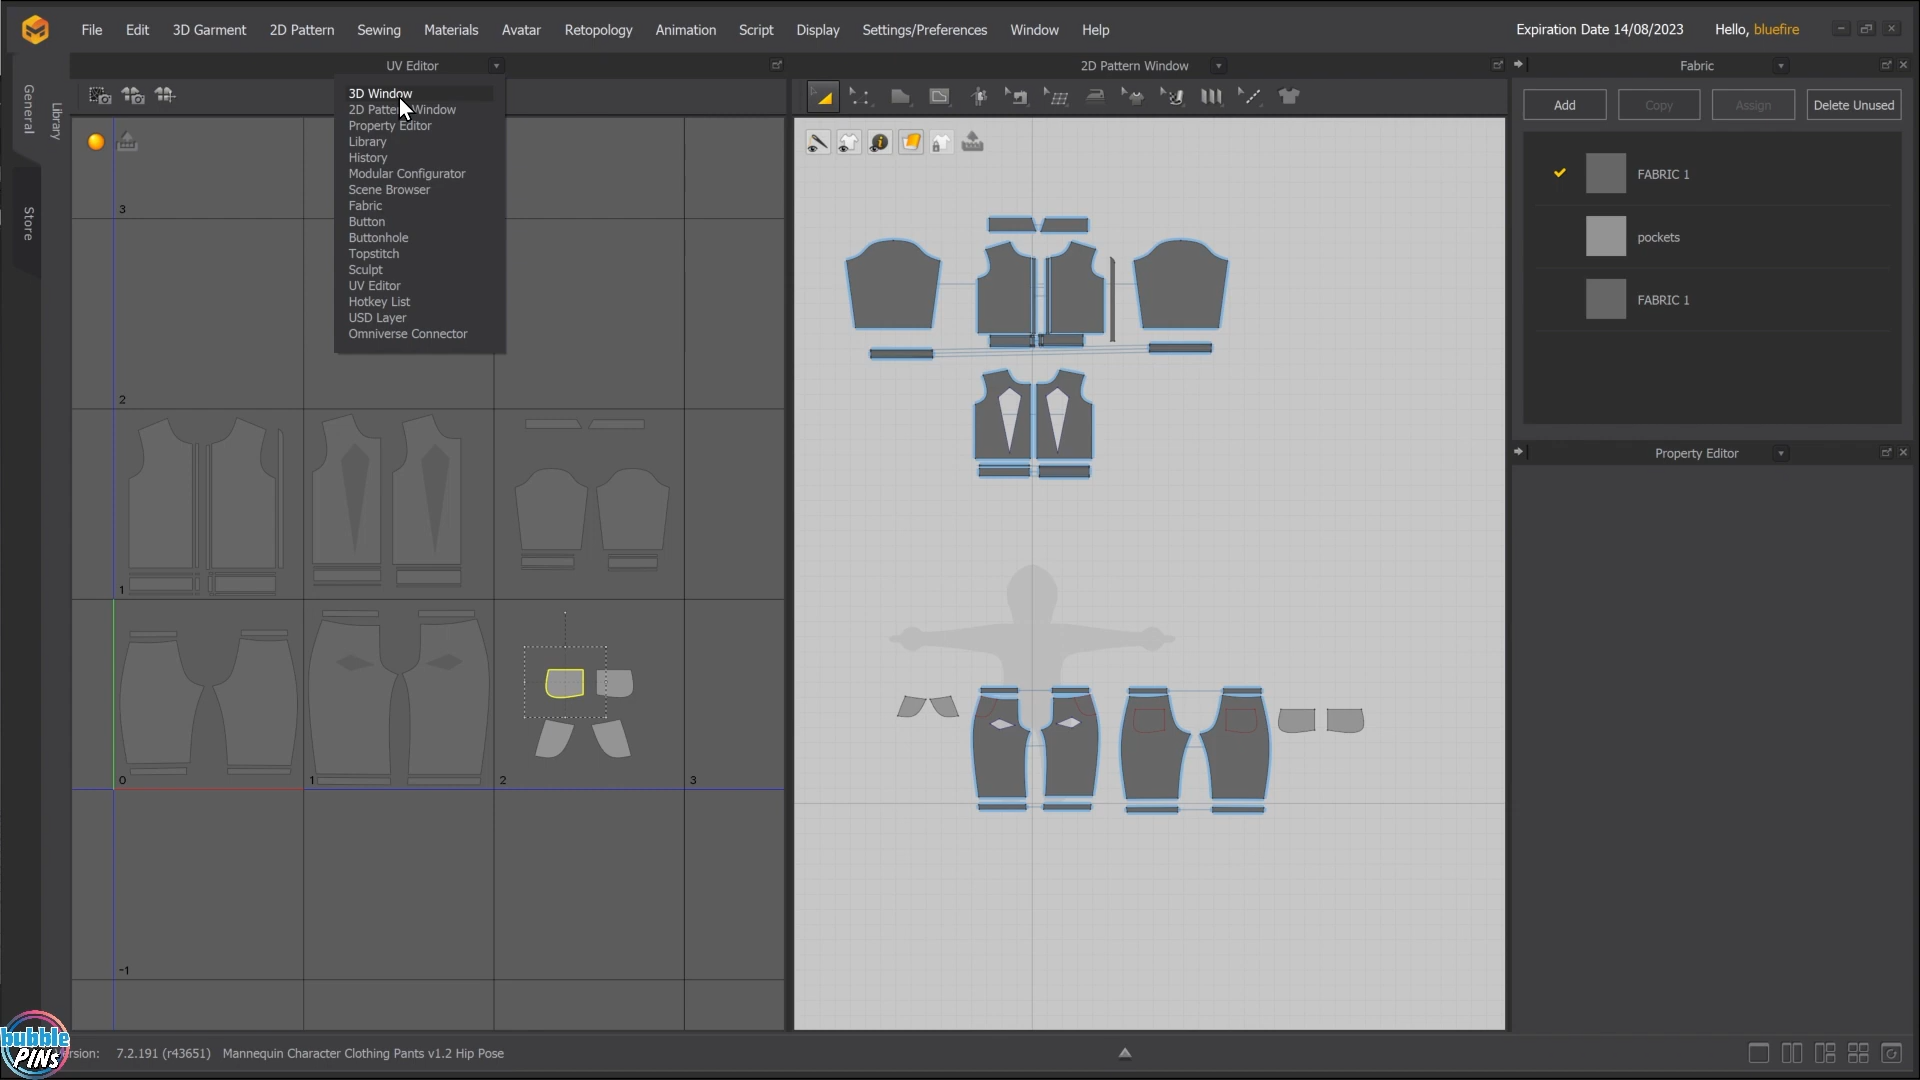 File Edit 3D Garment 2D Pattern Sewing Materials Avatar Retopology Animation Script Display Settings/Preferences Window Help Expiration Date 14/08/2023 Hello, bluefire
UV Editor 2D Pattern Window Fabric
General
Library
Store
3D Window
2D Pattern Window
Property Editor
Library
History
Modular Configurator
Scene Browser
Fabric
Button
Buttonhole
Topstitch
Sculpt
UV Editor
Hotkey List
USD Layer
Omniverse Connector
Add Copy Assign Delete Unused
FABRIC 1
pockets
FABRIC 1
Property Editor
3
2
1
0 1 2 3
-1
bubble
PINS
rsion: 7.2.191 (r43651) Mannequin Character Clothing Pants v1.2 Hip Pose